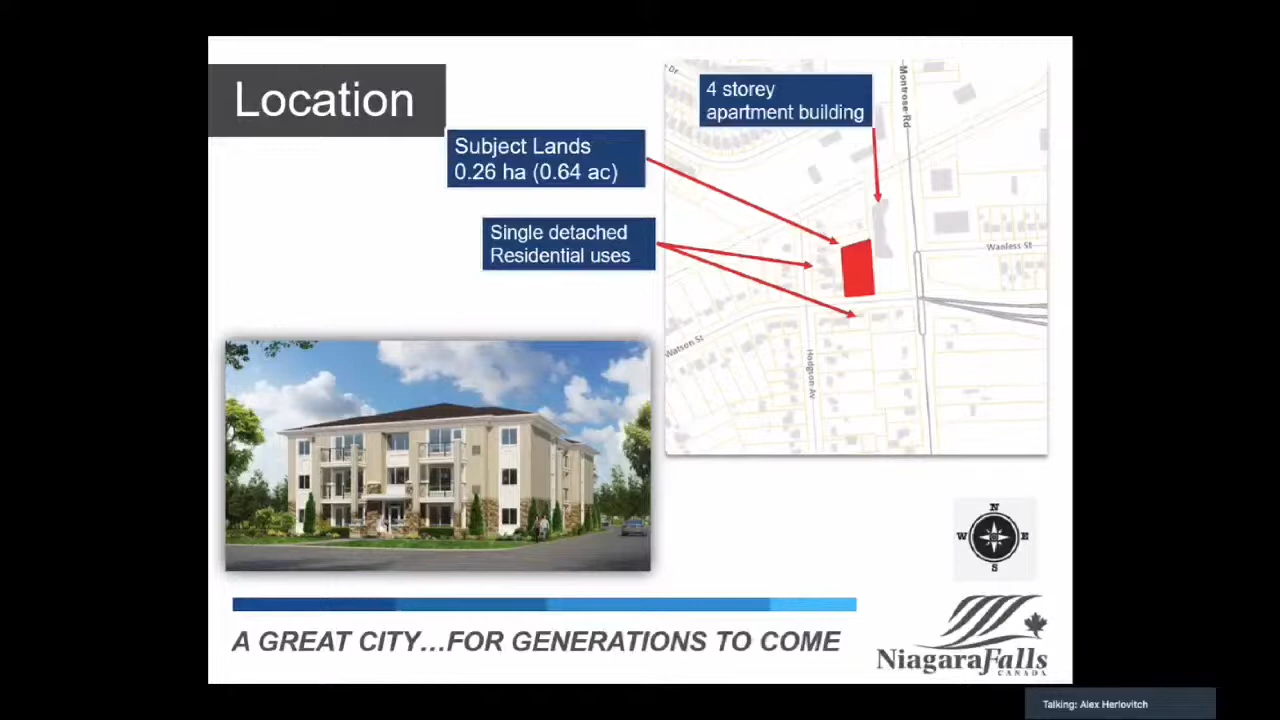 Location
4 storey
apartment building
Subject Lands
0.26 ha (0.64 ac)
Single detached
Residential uses
Dr
Montrose Rd
Wanless St
Watson St
Hodgson Av
N
W
E
S
A GREAT CITY...FOR GENERATIONS TO COME
NiagaraFalls
CANADA
Talking: Alex Herlovitch